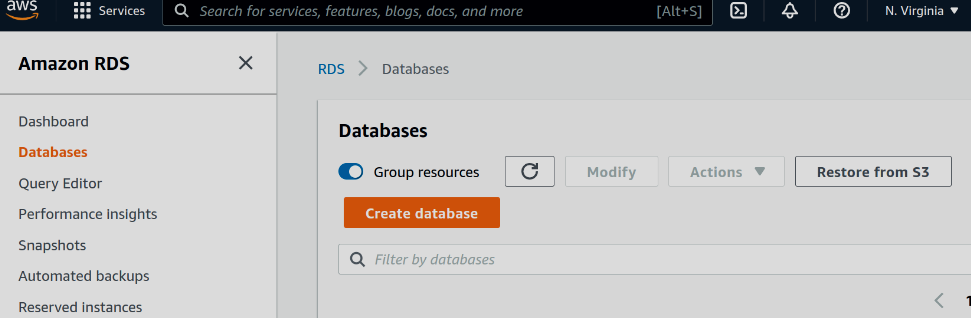 aws
Services
Search for services, features, blogs, docs, and more
[Alt+S]
N. Virginia
Amazon RDS
Dashboard
Databases
Query Editor
Performance insights
Snapshots
Automated backups
Reserved instances
RDS > Databases
Databases
Group resources
Modify
Actions
Restore from S3
Create database
Filter by databases
1